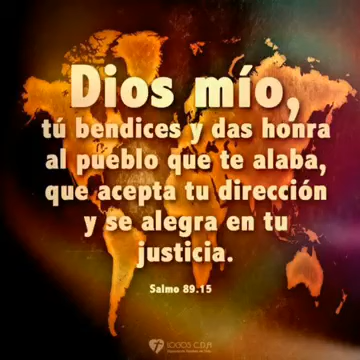 Dios mío,
tú bendices y das honra
al pueblo que te alaba,
que acepta tu dirección
y se alegra en tu
justicia.
Salmo 89.15
LOGOS C.D.A